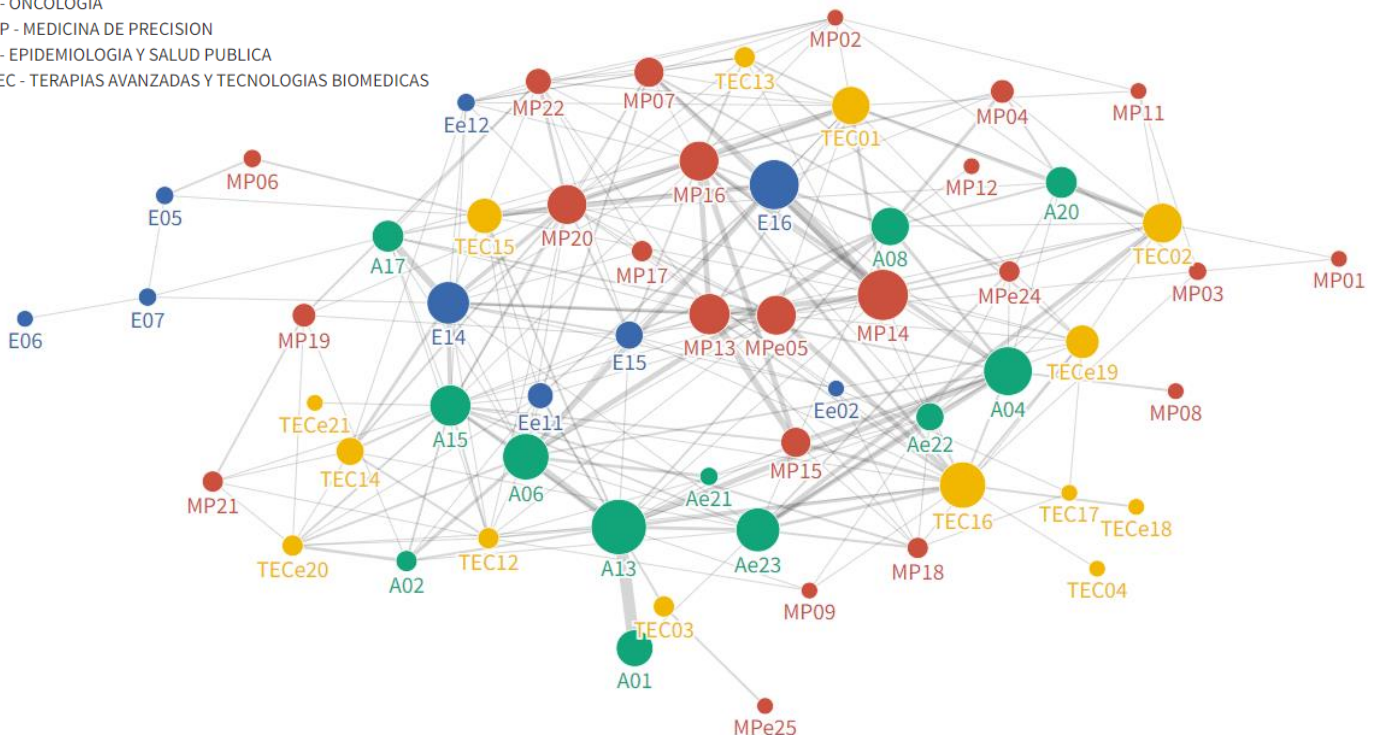 - ONCOLOGIA
P - MEDICINA DE PRECISION
- EPIDEMIOLOGIA Y SALUD PUBLICA
EC - TERAPIAS AVANZADAS Y TECNOLOGIAS BIOMEDICAS
MP02
TEC13
MP22
MP07
MP04
MP11
Ee12
TEC01
MP06
MP16
MP12
E05
E16
A20
TEC15
MP20
A08
TEC02
A17
MP17
MPe24
MP03
MP01
E07
E06
E14
MP19
E15
MP13
MPe05
MP14
TECe19
TECe21
Ee11
Ee02
A04
MP08
A15
Ae22
TEC14
MP15
A06
Ae21
MP21
TEC16
TEC17
TECe18
TECe20
A02
TEC12
A13
Ae23
MP18
TEC04
MP09
TEC03
A01
MPe25